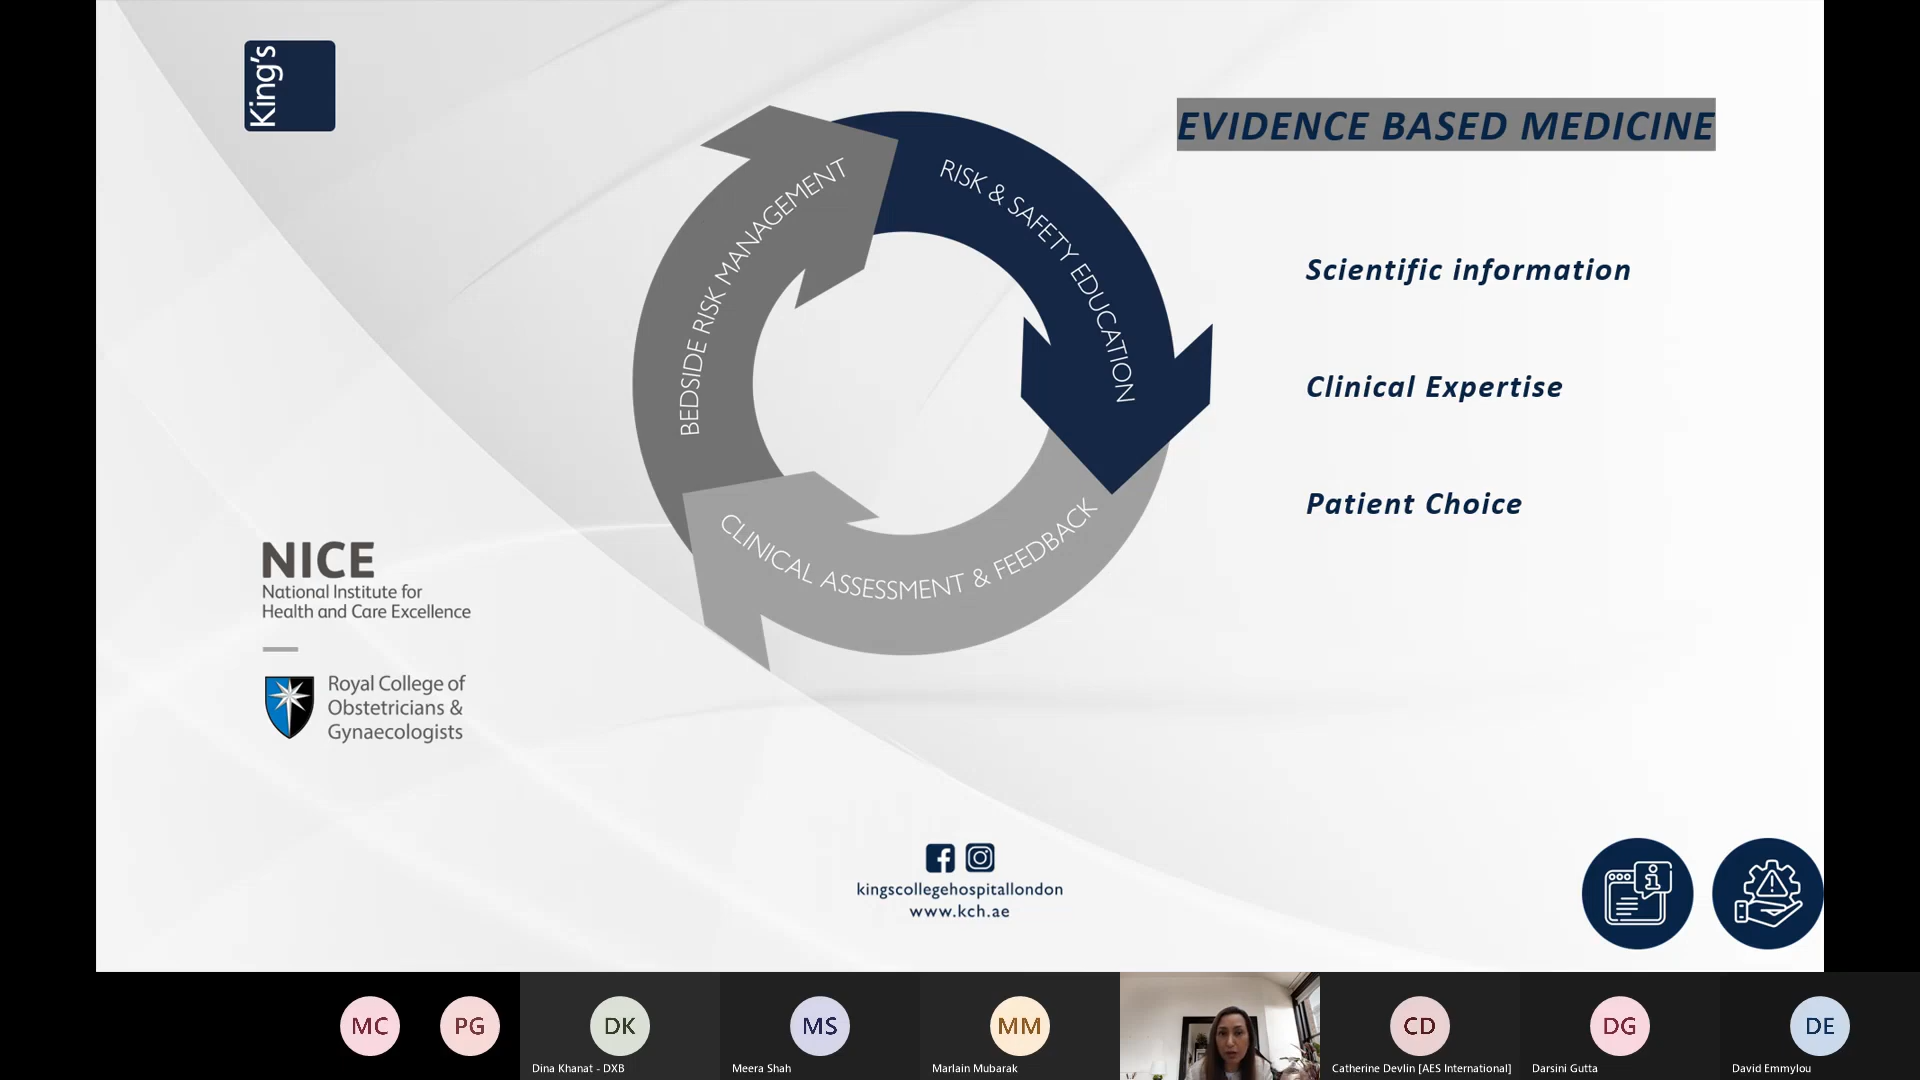 King's
EVIDENCE BASED MEDICINE
BEDSIDE RISK MANAGEMENT
RISK & SAFETY EDUCATION
CLINICAL ASSESSMENT & FEEDBACK
Scientific information
Clinical Expertise
Patient Choice
NICE
National Institute for
Health and Care Excellence
Royal College of
Obstetricians &
Gynaecologists
kingscollegehospitallondon
www.kch.ae
MC
PG
DK
Dina Khanat - DXB
MS
Meera Shah
MM
Marlain Mubarak
CD
Catherine Devlin [AES International]
DG
Darsini Gutta
DE
David Emmylou